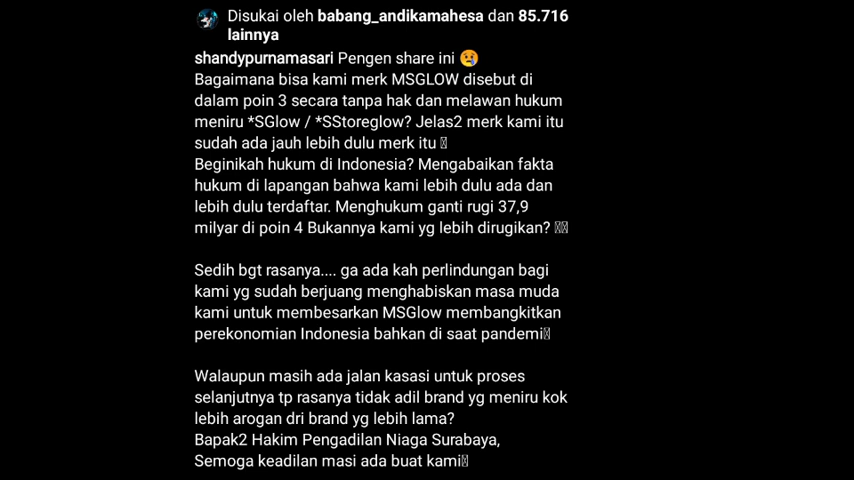 Disukai oleh babang_andikamahesa dan 85.716
lainnya
shandypurnamasari Pengen share ini 😢
Bagaimana bisa kami merk MSGLOW disebut di
dalam poin 3 secara tanpa hak dan melawan hukum
meniru *SGlow / *SStoreglow? Jelas2 merk kami itu
sudah ada jauh lebih dulu merk itu
Beginikah hukum di Indonesia? Mengabaikan fakta
hukum di lapangan bahwa kami lebih dulu ada dan
lebih dulu terdaftar. Menghukum ganti rugi 37,9
milyar di poin 4 Bukannya kami yg lebih dirugikan?
Sedih bgt rasanya.... ga ada kah perlindungan bagi
kami yg sudah berjuang menghabiskan masa muda
kami untuk membesarkan MSGlow membangkitkan
perekonomian Indonesia bahkan di saat pandemi
Walaupun masih ada jalan kasasi untuk proses
selanjutnya tp rasanya tidak adil brand yg meniru kok
lebih arogan dri brand yg lebih lama?
Bapak2 Hakim Pengadilan Niaga Surabaya,
Semoga keadilan masi ada buat kami